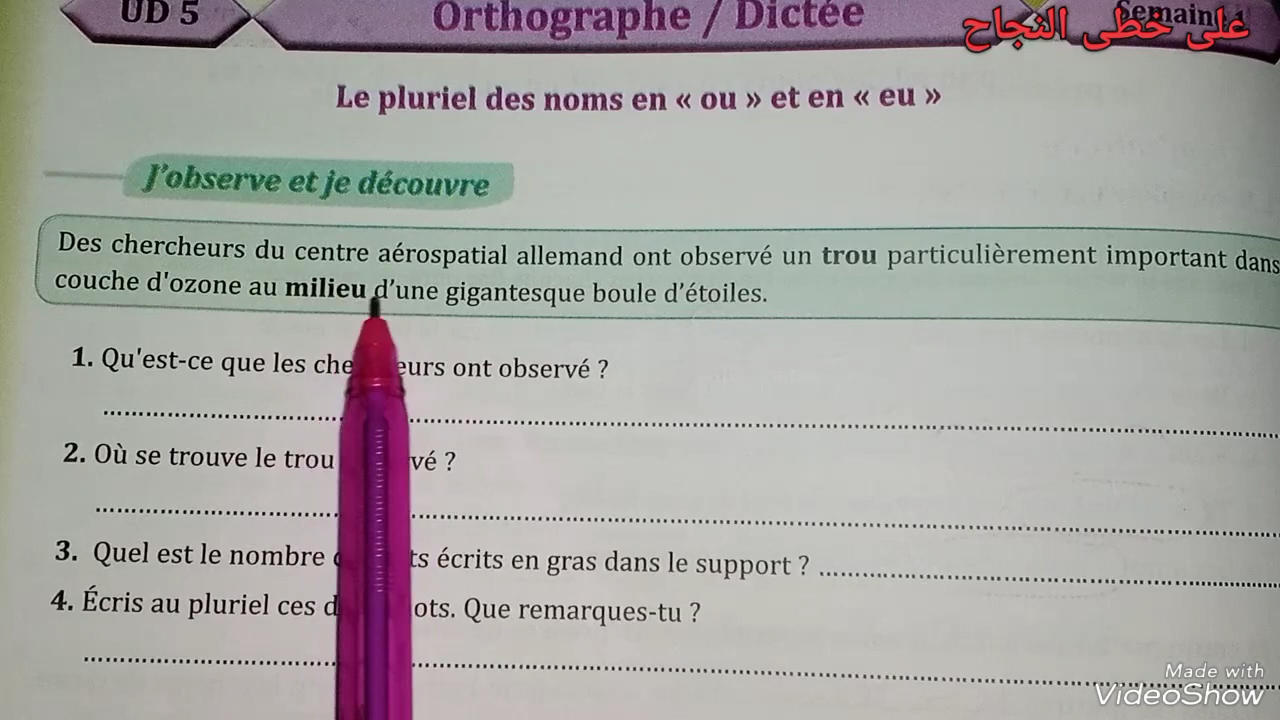 UD 5
Orthographe / Dictée
على خطى النجاح
Le pluriel des noms en « ou » et en « eu »
J'observe et je découvre
Des chercheurs du centre aérospatial allemand ont observé un trou particulièrement important dans
couche d'ozone au milieu d'une gigantesque boule d'étoiles.
1. Qu'est-ce que les che eurs ont observé ?
2. Où se trouve le trou vé ?
3. Quel est le nombre ts écrits en gras dans le support ?
4. Écris au pluriel ces d ots. Que remarques-tu ?
Made with
VideoShow